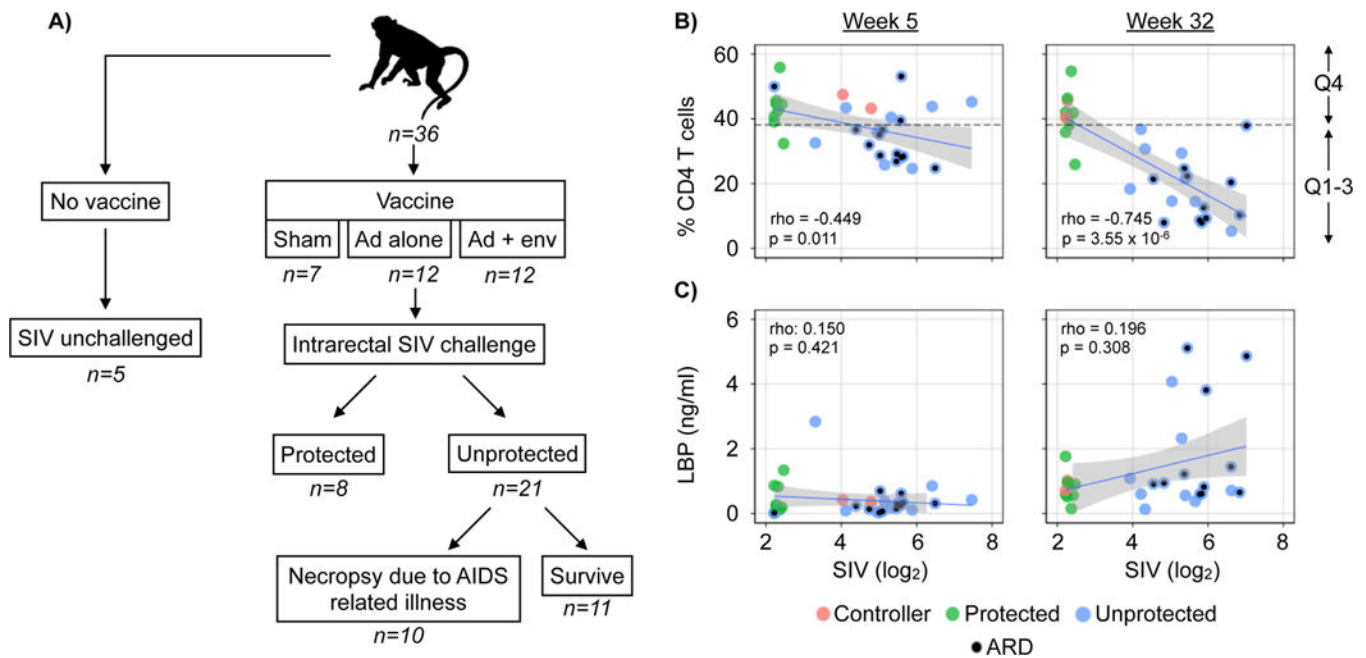 A)
n=36
No vaccine
SIV unchallenged
n=5
Vaccine
Sham Ad alone Ad + env
n=7 n=12 n=12
Intrarectal SIV challenge
Protected Unprotected
n=8 n=21
Necropsy due to AIDS
related illness
n=10
Survive
n=11
B)
Week 5 Week 32
% CD4 T cells
60
40
20
0
rho = -0.449
p = 0.011
rho = -0.745
p = 3.55 x 10⁻⁶
Q4
Q1-3
C)
LBP (ng/ml)
6
4
2
0
rho: 0.150
p = 0.421
rho = 0.196
p = 0.308
2 4 6 8 2 4 6 8
SIV (log₂) SIV (log₂)
Controller Protected Unprotected
ARD